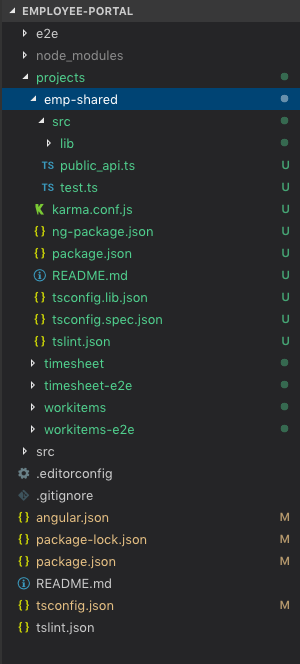 EMPLOYEE-PORTAL
e2e
node_modules
projects
emp-shared
src
lib
TS public_api.ts U
TS test.ts U
karma.conf.js U
{ } ng-package.json U
{ } package.json U
README.md U
{ } tsconfig.lib.json U
{ } tsconfig.spec.json U
{ } tslint.json U
timesheet
timesheet-e2e
workitems
workitems-e2e
src
.editorconfig
.gitignore
{ } angular.json M
{ } package-lock.json M
{ } package.json M
README.md
{ } tsconfig.json M
{ } tslint.json